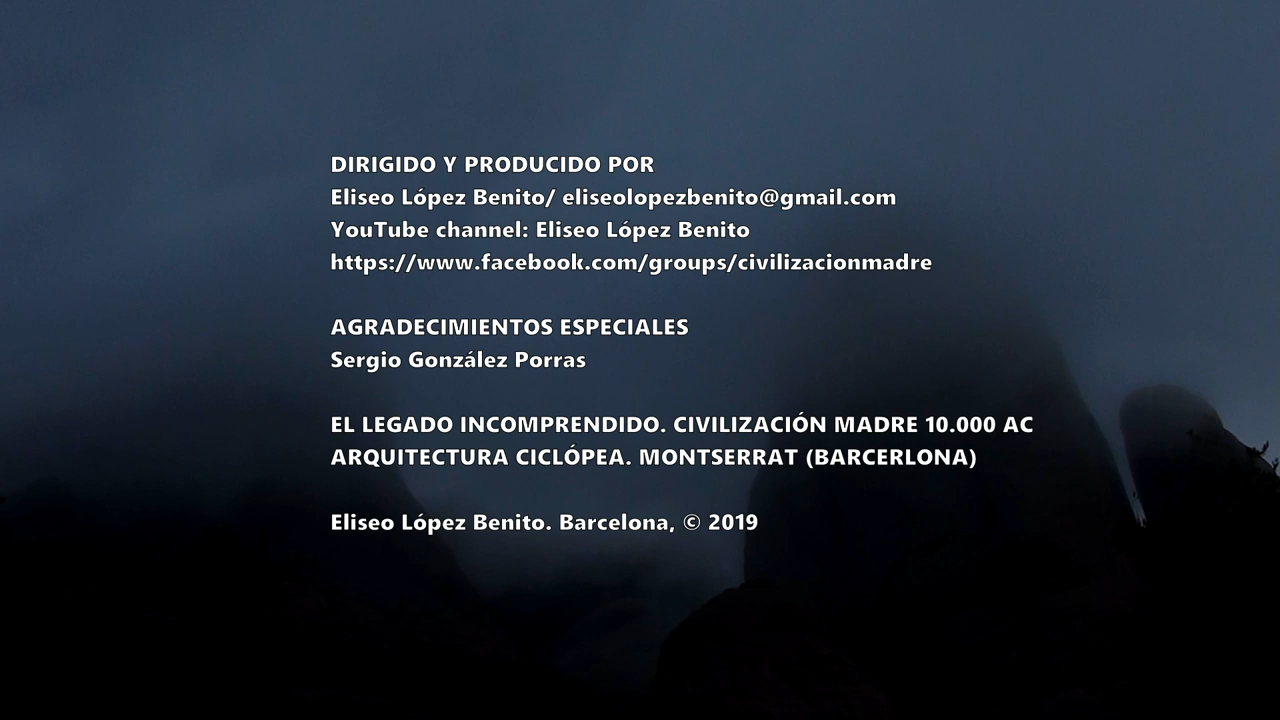 DIRIGIDO Y PRODUCIDO POR
Eliseo López Benito/ eliseolopezbenito@gmail.com
YouTube channel: Eliseo López Benito
https://www.facebook.com/groups/civilizacionmadre
AGRADECIMIENTOS ESPECIALES
Sergio González Porras
EL LEGADO INCOMPRENDIDO. CIVILIZACIÓN MADRE 10.000 AC
ARQUITECTURA CICLÓPEA. MONTSERRAT (BARCERLONA)
Eliseo López Benito. Barcelona, © 2019